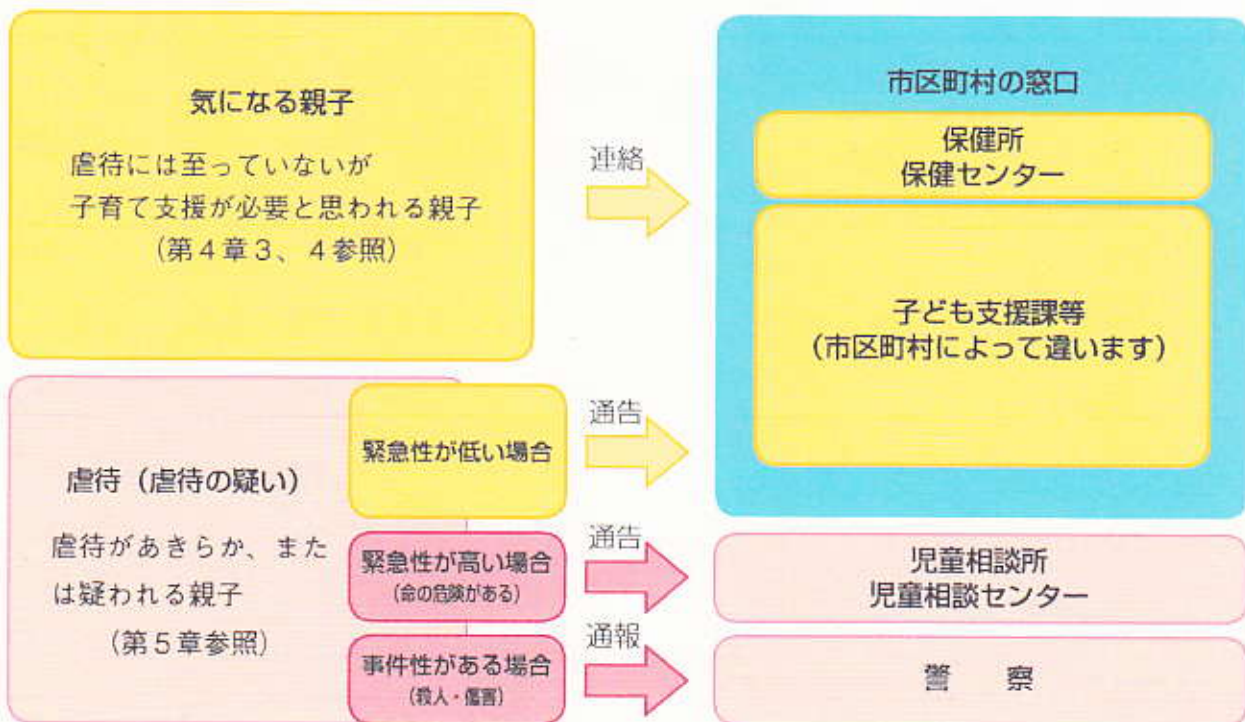 気になる親子
虐待には至っていないが
子育て支援が必要と思われる親子
(第4章3、4参照)
連絡
市区町村の窓口
保健所
保健センター
子ども支援課等
(市区町村によって違います)
虐待(虐待の疑い)
虐待があきらか、また
は疑われる親子
(第5章参照)
緊急性が低い場合
通告
緊急性が高い場合
(命の危険がある)
通告
児童相談所
児童相談センター
事件性がある場合
(殺人・傷害)
通報
警 察